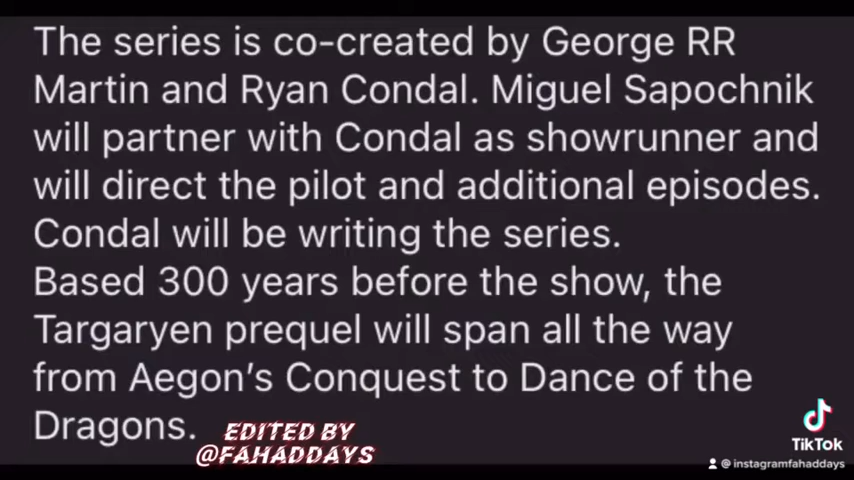 The series is co-created by George RR
Martin and Ryan Condal. Miguel Sapochnik
will partner with Condal as showrunner and
will direct the pilot and additional episodes.
Condal will be writing the series.
Based 300 years before the show, the
Targaryen prequel will span all the way
from Aegon's Conquest to Dance of the
Dragons.
EDITED BY
@FAHADDAYS
TikTok
@ instagramfahaddays